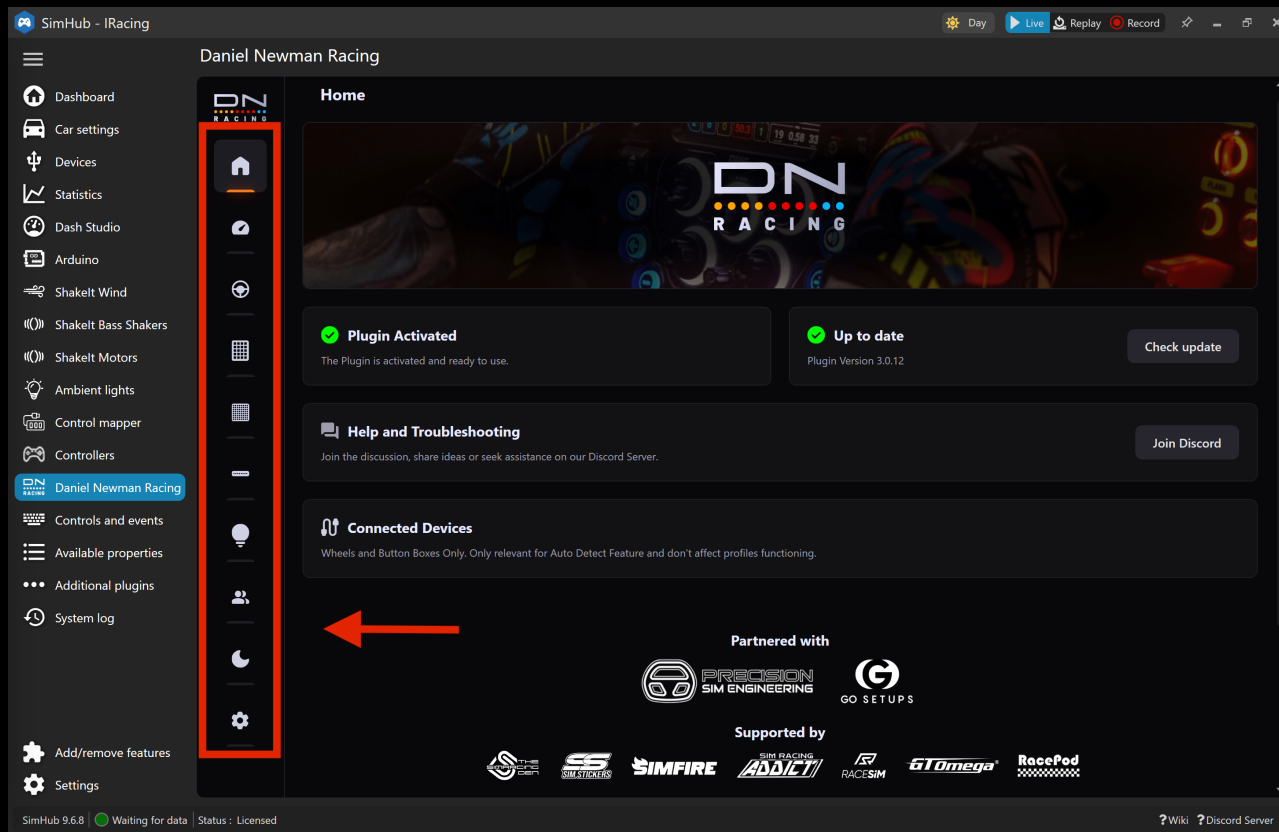 SimHub - IRacing
Day
Live
Replay
Record
Daniel Newman Racing
Dashboard
Car settings
Devices
Statistics
Dash Studio
Arduino
ShakeIt Wind
ShakeIt Bass Shakers
ShakeIt Motors
Ambient lights
Control mapper
Controllers
Daniel Newman Racing
Controls and events
Available properties
Additional plugins
System log
Add/remove features
Settings
DN
RACING
Home
DN
RACING
Plugin Activated
The Plugin is activated and ready to use.
Up to date
Plugin Version 3.0.12
Check update
Help and Troubleshooting
Join the discussion, share ideas or seek assistance on our Discord Server.
Join Discord
Connected Devices
Wheels and Button Boxes Only. Only relevant for Auto Detect Feature and don't affect profiles functioning.
Partnered with
PRECISION
SIM ENGINEERING
GO SETUPS
Supported by
THE
SIMRACING
DEN
SIM.STICKERS
SIMFIRE
SIM RACING
ADDICT
RACESIM
GTOmega
RacePod
SimHub 9.6.8
Waiting for data
Status : Licensed
?Wiki
?Discord Server